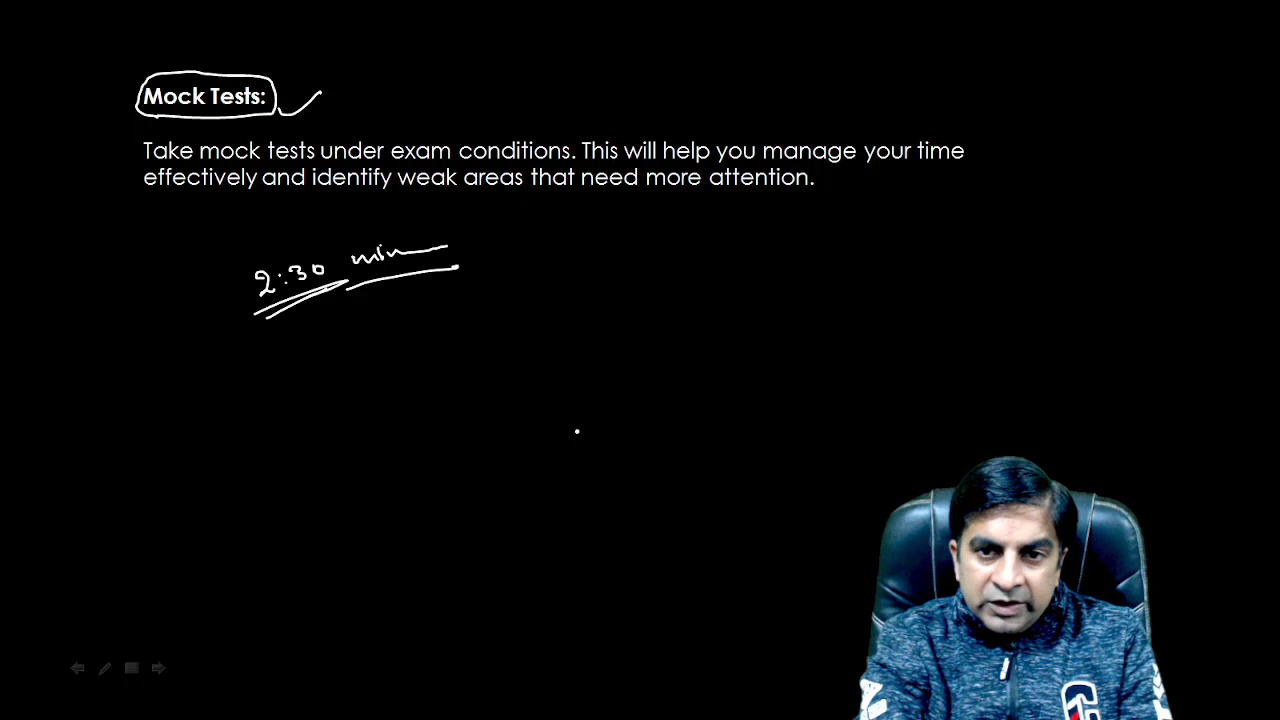 Mock Tests:
Take mock tests under exam conditions. This will help you manage your time
effectively and identify weak areas that need more attention.
2:30 min